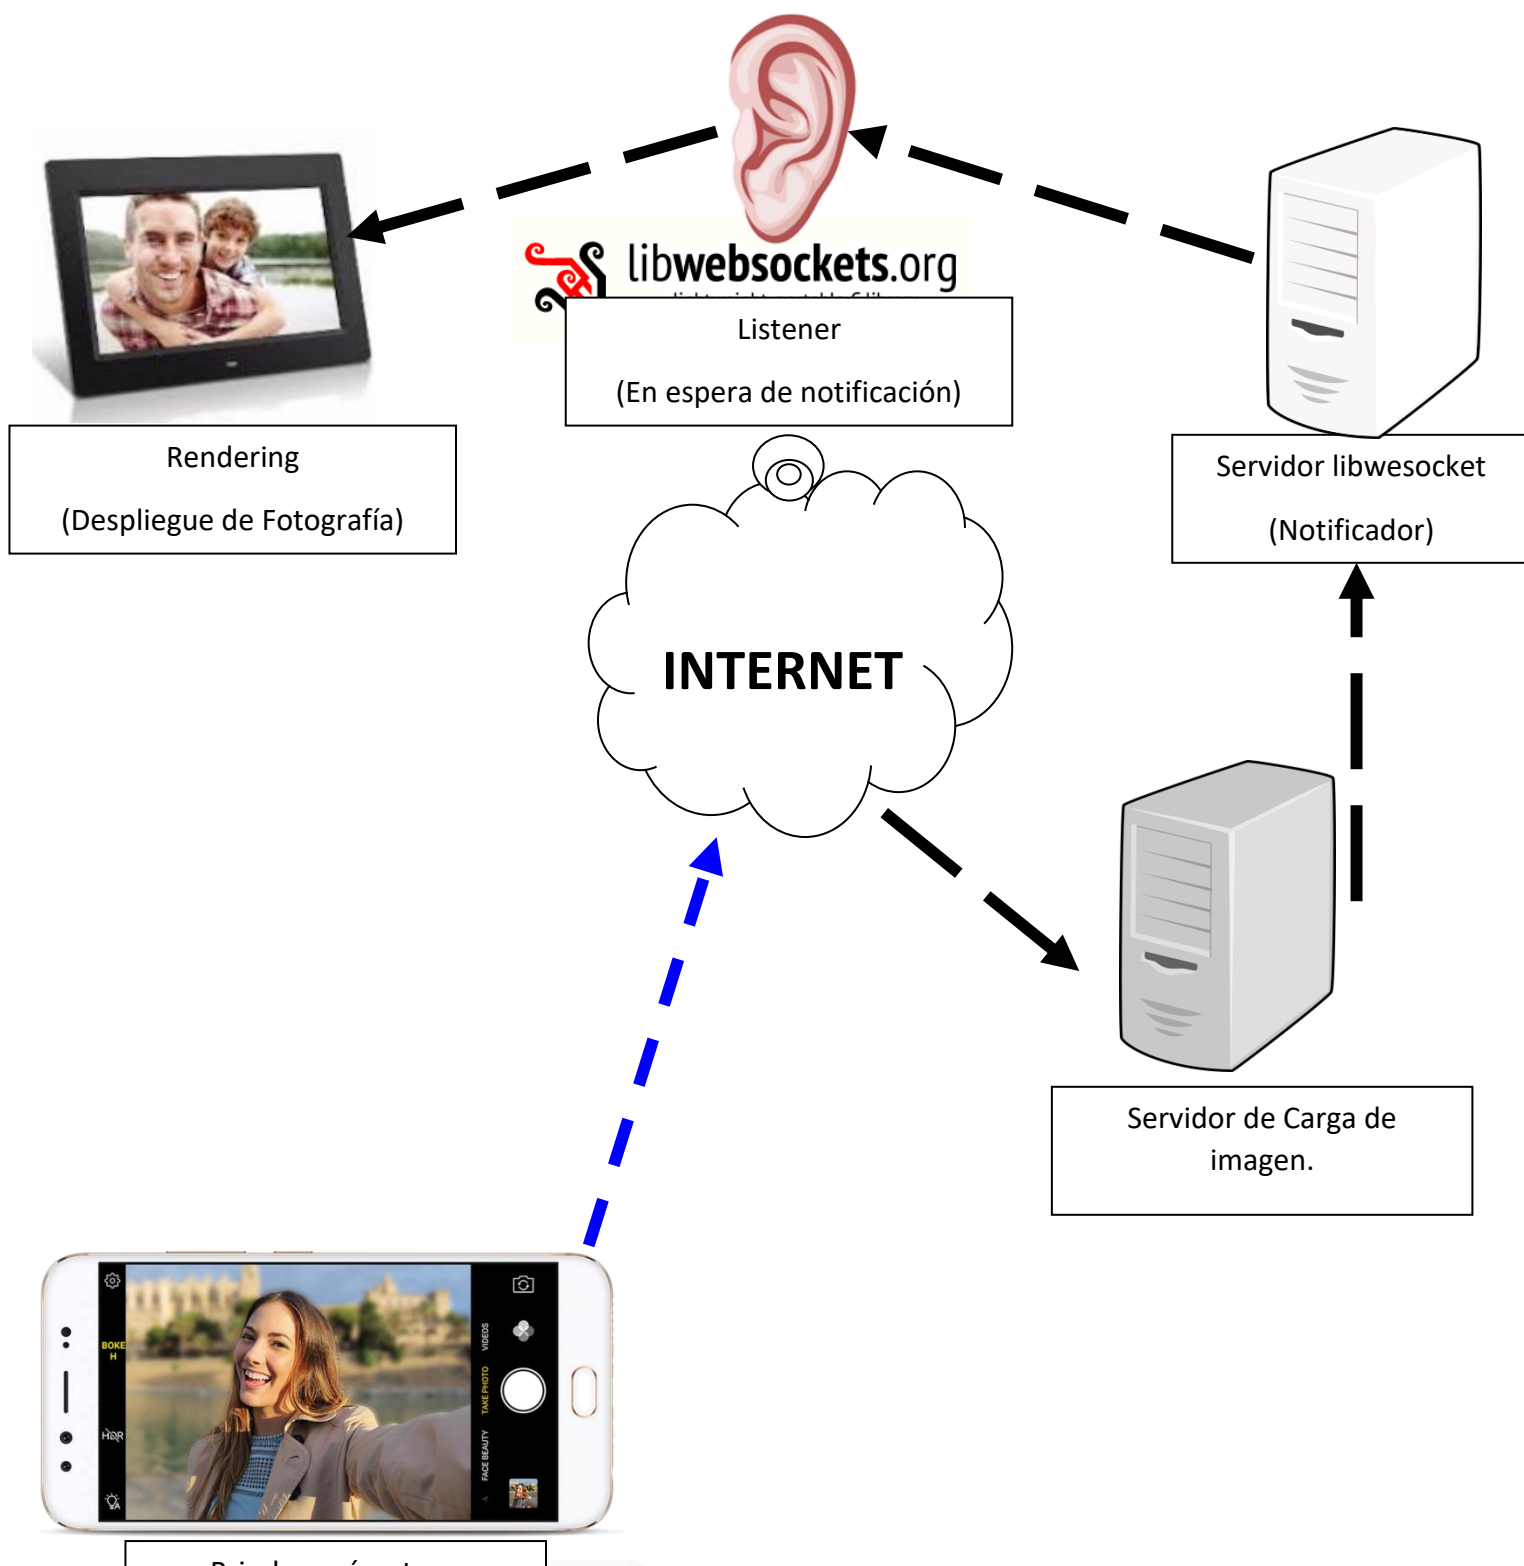 libwebsockets.org
Listener
(En espera de notificación)
Rendering
(Despliegue de Fotografía)
Servidor libwesocket
(Notificador)
INTERNET
Servidor de Carga de
imagen.
BOKE
H
HDR
VIDEOS
TAKE PHOTO
FACE BEAUTY